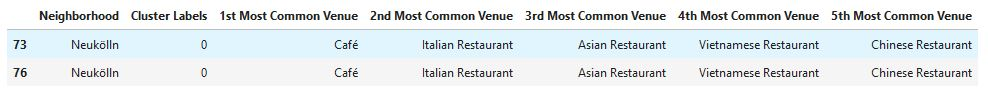 Neighborhood Cluster Labels 1st Most Common Venue 2nd Most Common Venue 3rd Most Common Venue 4th Most Common Venue 5th Most Common Venue
73 Neukölln 0 Café Italian Restaurant Asian Restaurant Vietnamese Restaurant Chinese Restaurant
76 Neukölln 0 Café Italian Restaurant Asian Restaurant Vietnamese Restaurant Chinese Restaurant